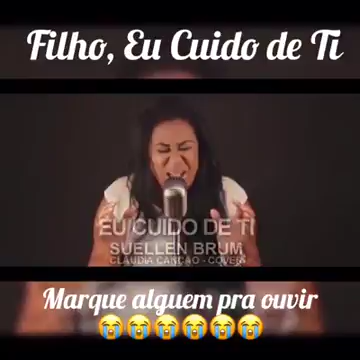 Filho, Eu Cuido de Ti
EU CUIDO DE TI
SUELLEN BRUM
CLAUDIA CANÇÃO - COVER
Marque alguem pra ouvir
😭😭😭😭😭😭